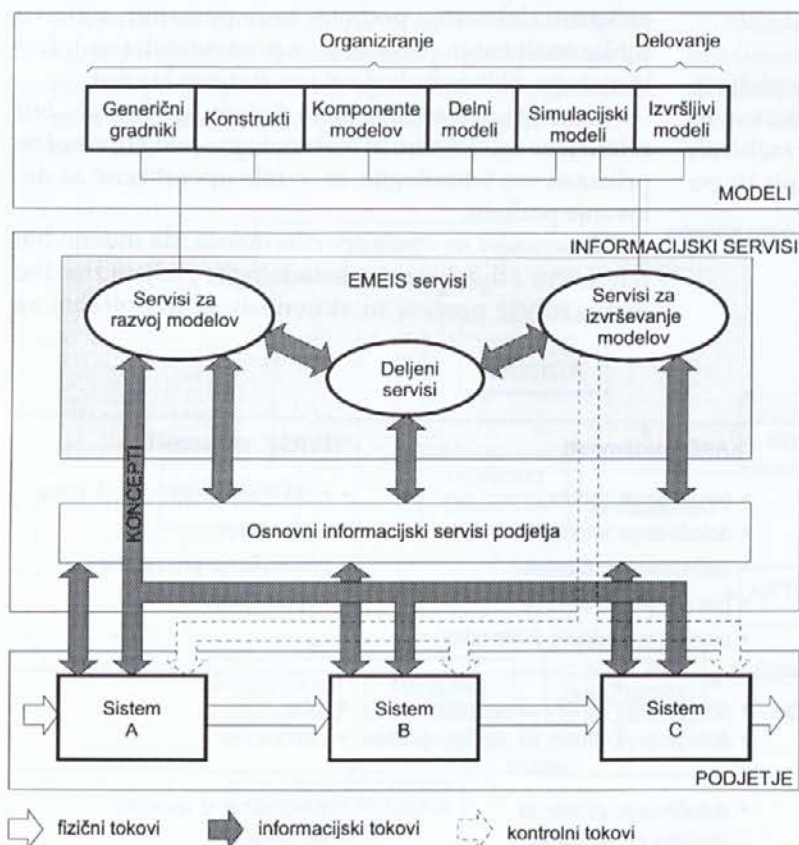 Organiziranje
Delovanje
Generični
gradniki
Konstrukti
Komponente
modelov
Delni
modeli
Simulacijski
modeli
Izvršljivi
modeli
MODELI
INFORMACIJSKI SERVISI
EMEIS servisi
Servisi za
razvoj modelov
Servisi za
izvrševanje
modelov
Deljeni
servisi
KONCEPTI
Osnovni informacijski servisi podjetja
Sistem
A
Sistem
B
Sistem
C
PODJETJE
fizični tokovi
informacijski tokovi
kontrolni tokovi